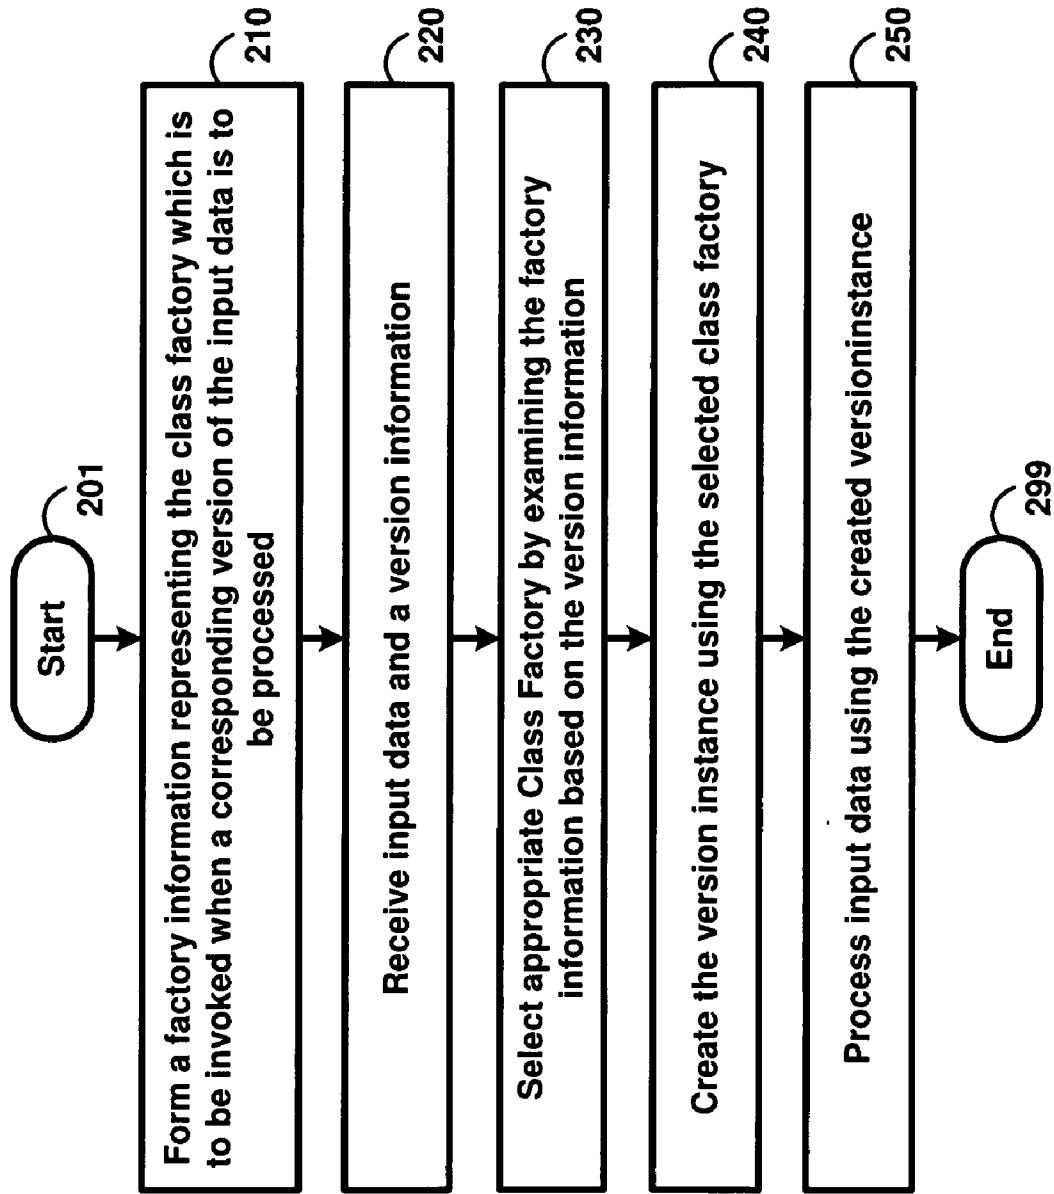 Start
201
Form a factory information representing the class factory which is
to be invoked when a corresponding version of the input data is to
be processed
210
Receive input data and a version information
220
Select appropriate Class Factory by examining the factory
information based on the version information
230
Create the version instance using the selected class factory
240
Process input data using the created versioninstance
250
End
299